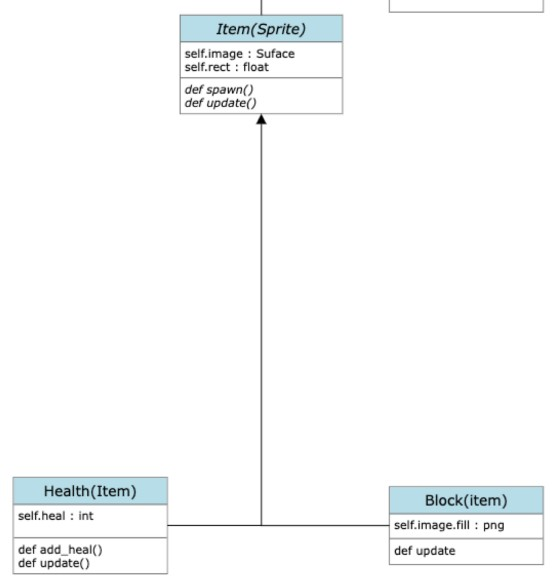 Item(Sprite)
self.image : Suface
self.rect : float
def spawn()
def update()
Health(Item)
self.heal : int
def add_heal()
def update()
Block(item)
self.image.fill : png
def update